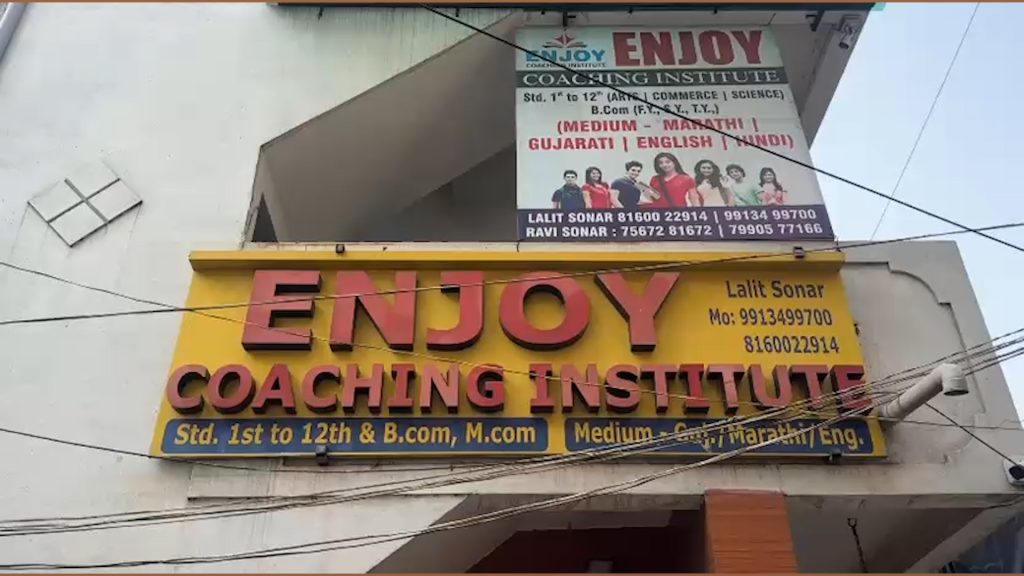 ENJOY
COACHING INSTITUTE
ENJOY
COACHING INSTITUTE
Std. 1st to 12th (ARTS | COMMERCE | SCIENCE)
B.Com (F.Y., S.Y., T.Y.,)
(MEDIUM - MARATHI |
GUJARATI | ENGLISH | HINDI)
LALIT SONAR 81600 22914 | 99134 99700
RAVI SONAR : 75672 81672 | 79905 77166
ENJOY
Lalit Sonar
Mo: 9913499700
8160022914
COACHING INSTITUTE
Std. 1st to 12th & B.com, M.com
Medium - Guj./Marathi/Eng.